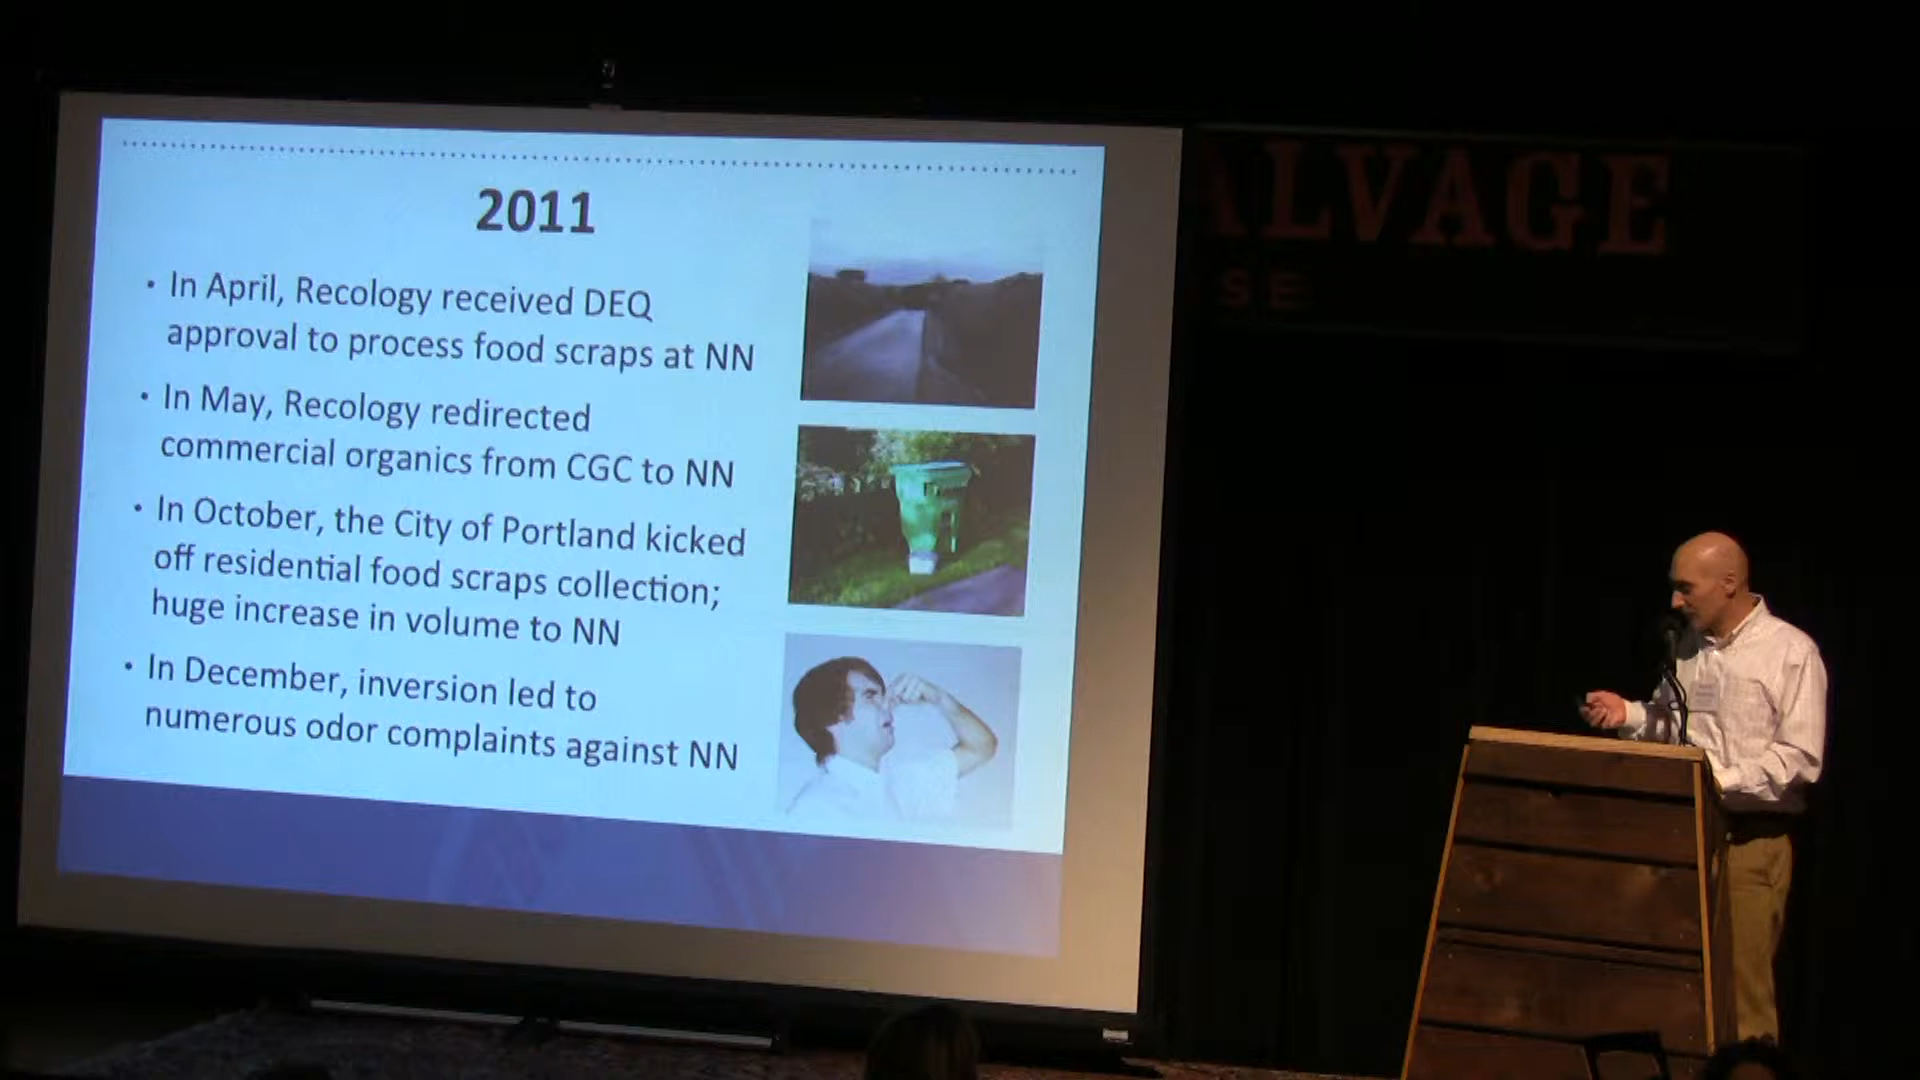 2011
• In April, Recology received DEQ
approval to process food scraps at NN
• In May, Recology redirected
commercial organics from CGC to NN
• In October, the City of Portland kicked
off residential food scraps collection;
huge increase in volume to NN
• In December, inversion led to
numerous odor complaints against NN
ALVAGE
SE